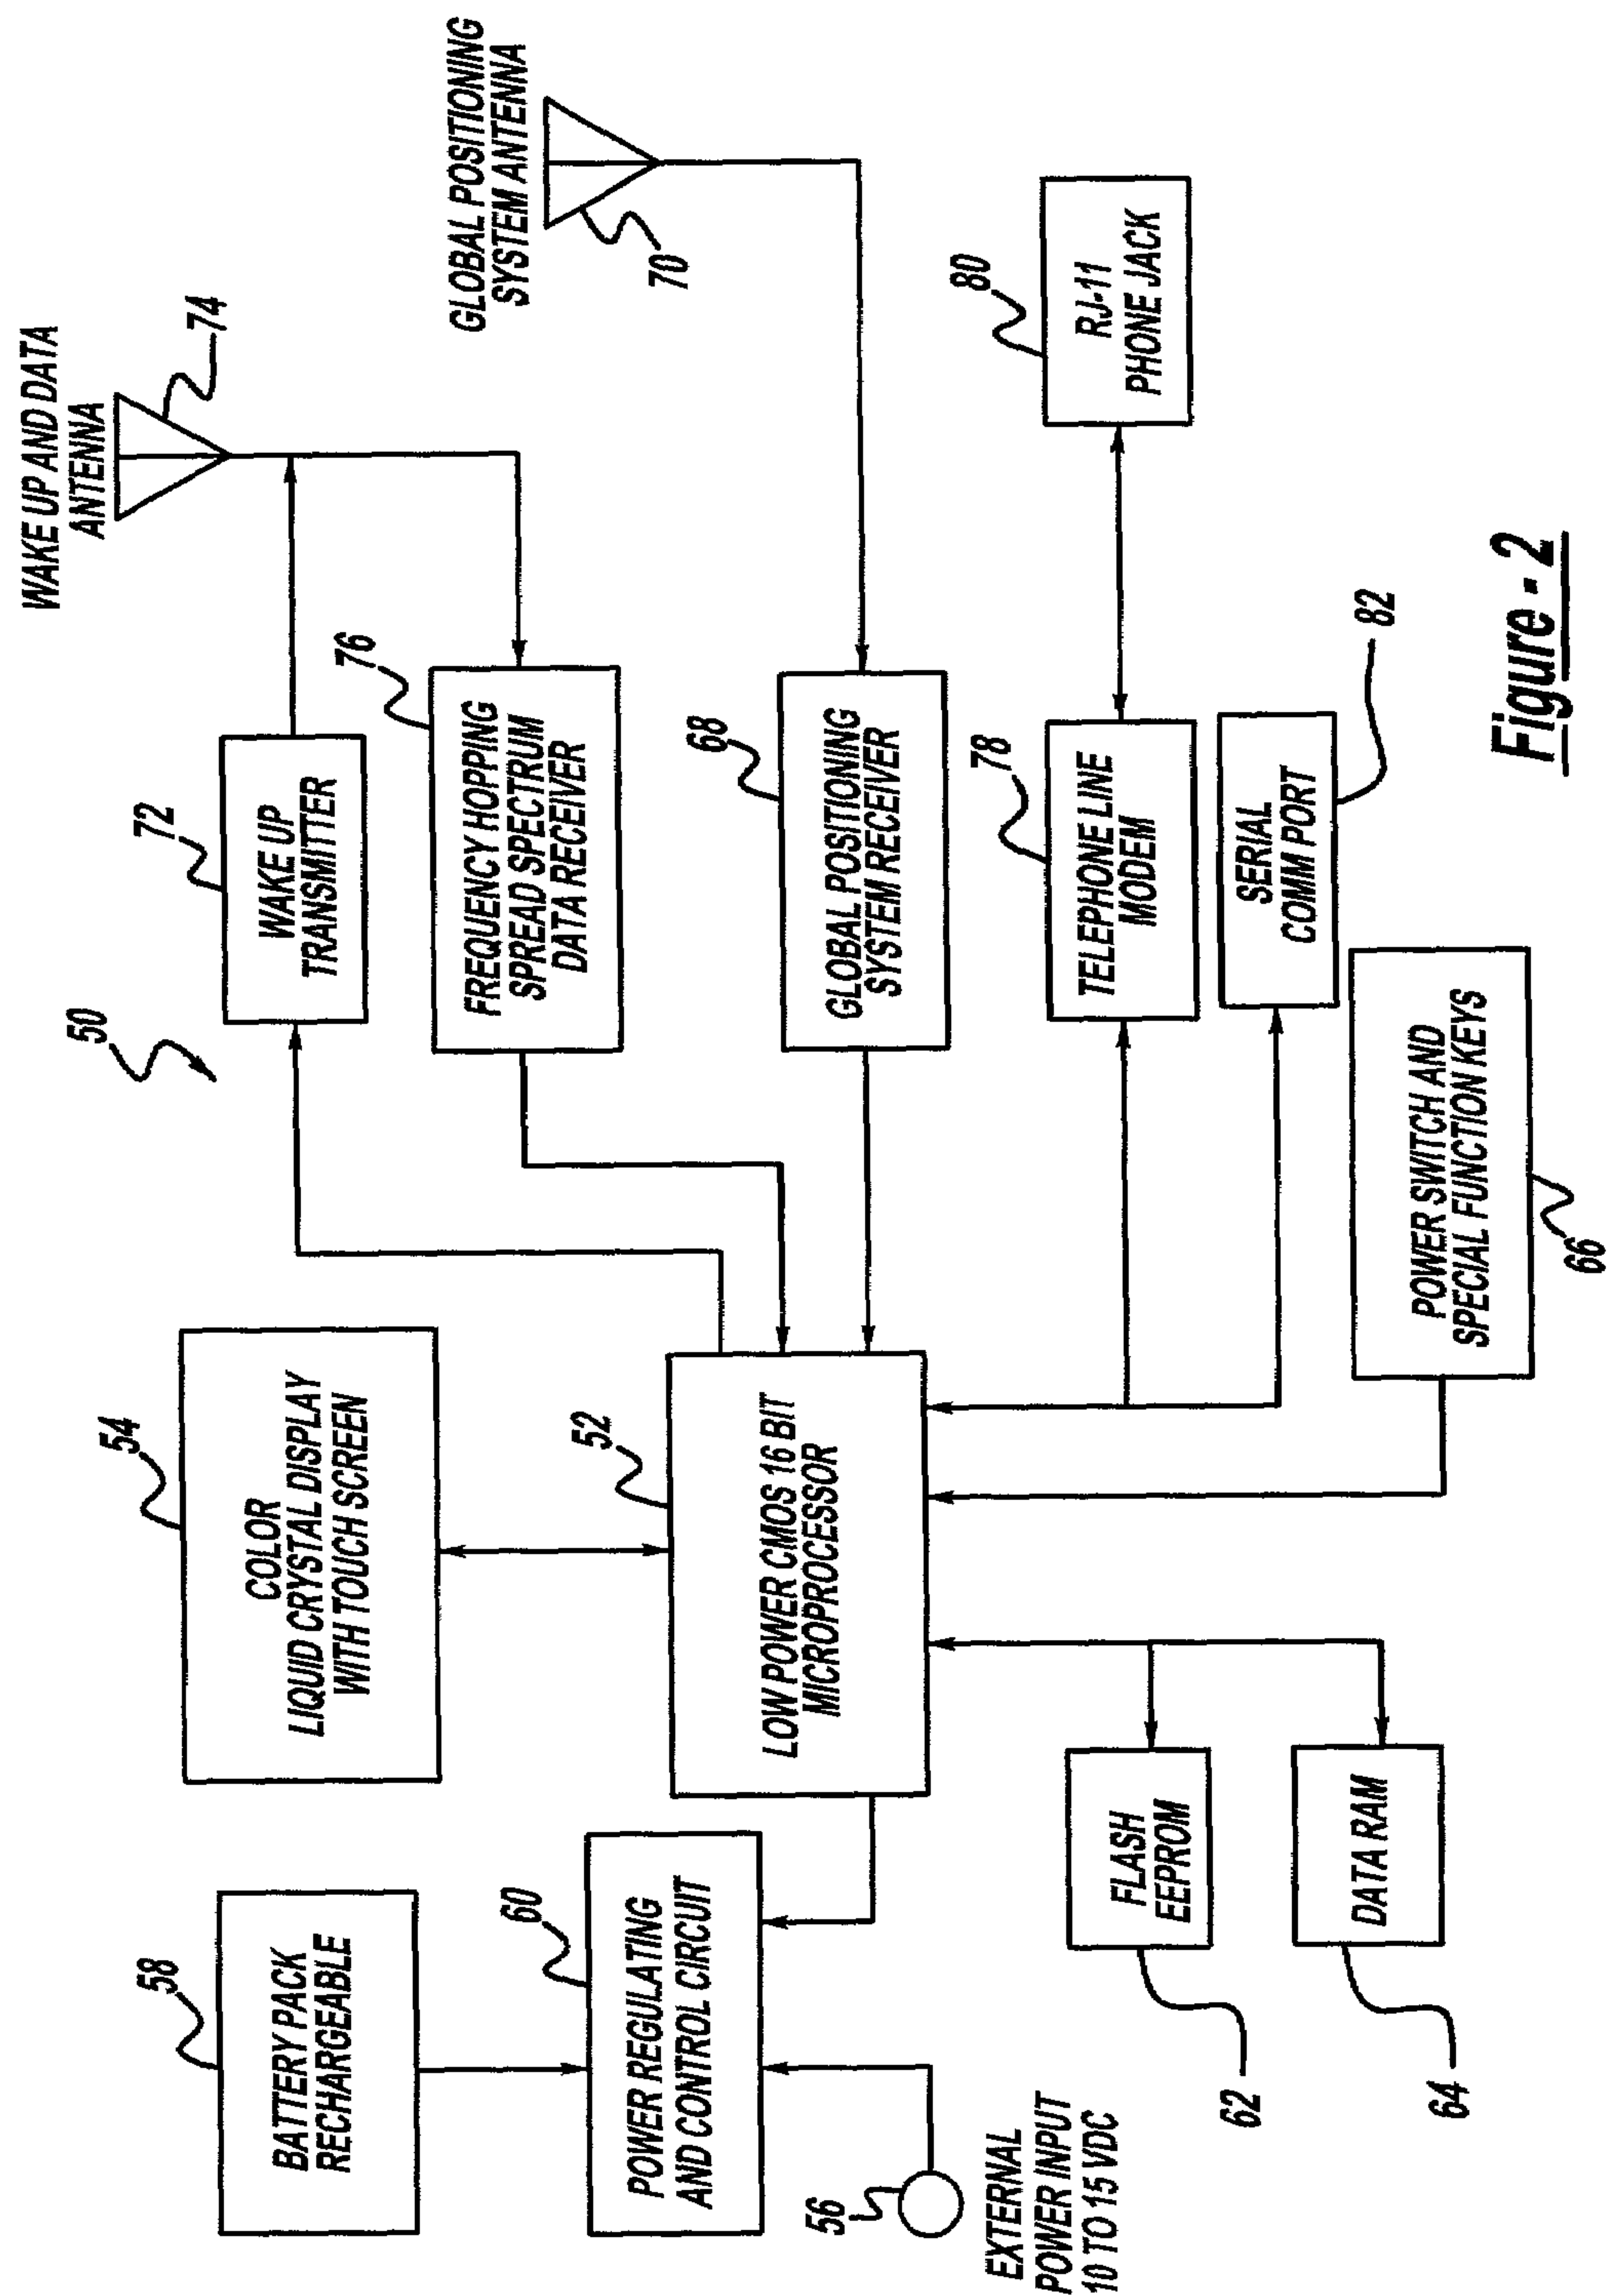 WAKE UP AND DATA
ANTENNA
74
GLOBAL POSITIONING
SYSTEM ANTENNA
70
50
72
WAKE UP
TRANSMITTER
76
FREQUENCY HOPPING
SPREAD SPECTRUM
DATA RECEIVER
68
GLOBAL POSITIONING
SYSTEM RECEIVER
80
RJ-11
PHONE JACK
78
TELEPHONE LINE
MODEM
SERIAL
COMM PORT
82
54
COLOR
LIQUID CRYSTAL DISPLAY
WITH TOUCH SCREEN
52
LOW POWER CMOS 16 BIT
MICROPROCESSOR
POWER SWITCH AND
SPECIAL FUNCTION KEYS
66
58
BATTERY PACK
RECHARGEABLE
60
POWER REGULATING
AND CONTROL CIRCUIT
56
EXTERNAL
POWER INPUT
10 TO 15 VDC
FLASH
EEPROM
62
DATA RAM
64
Figure - 2